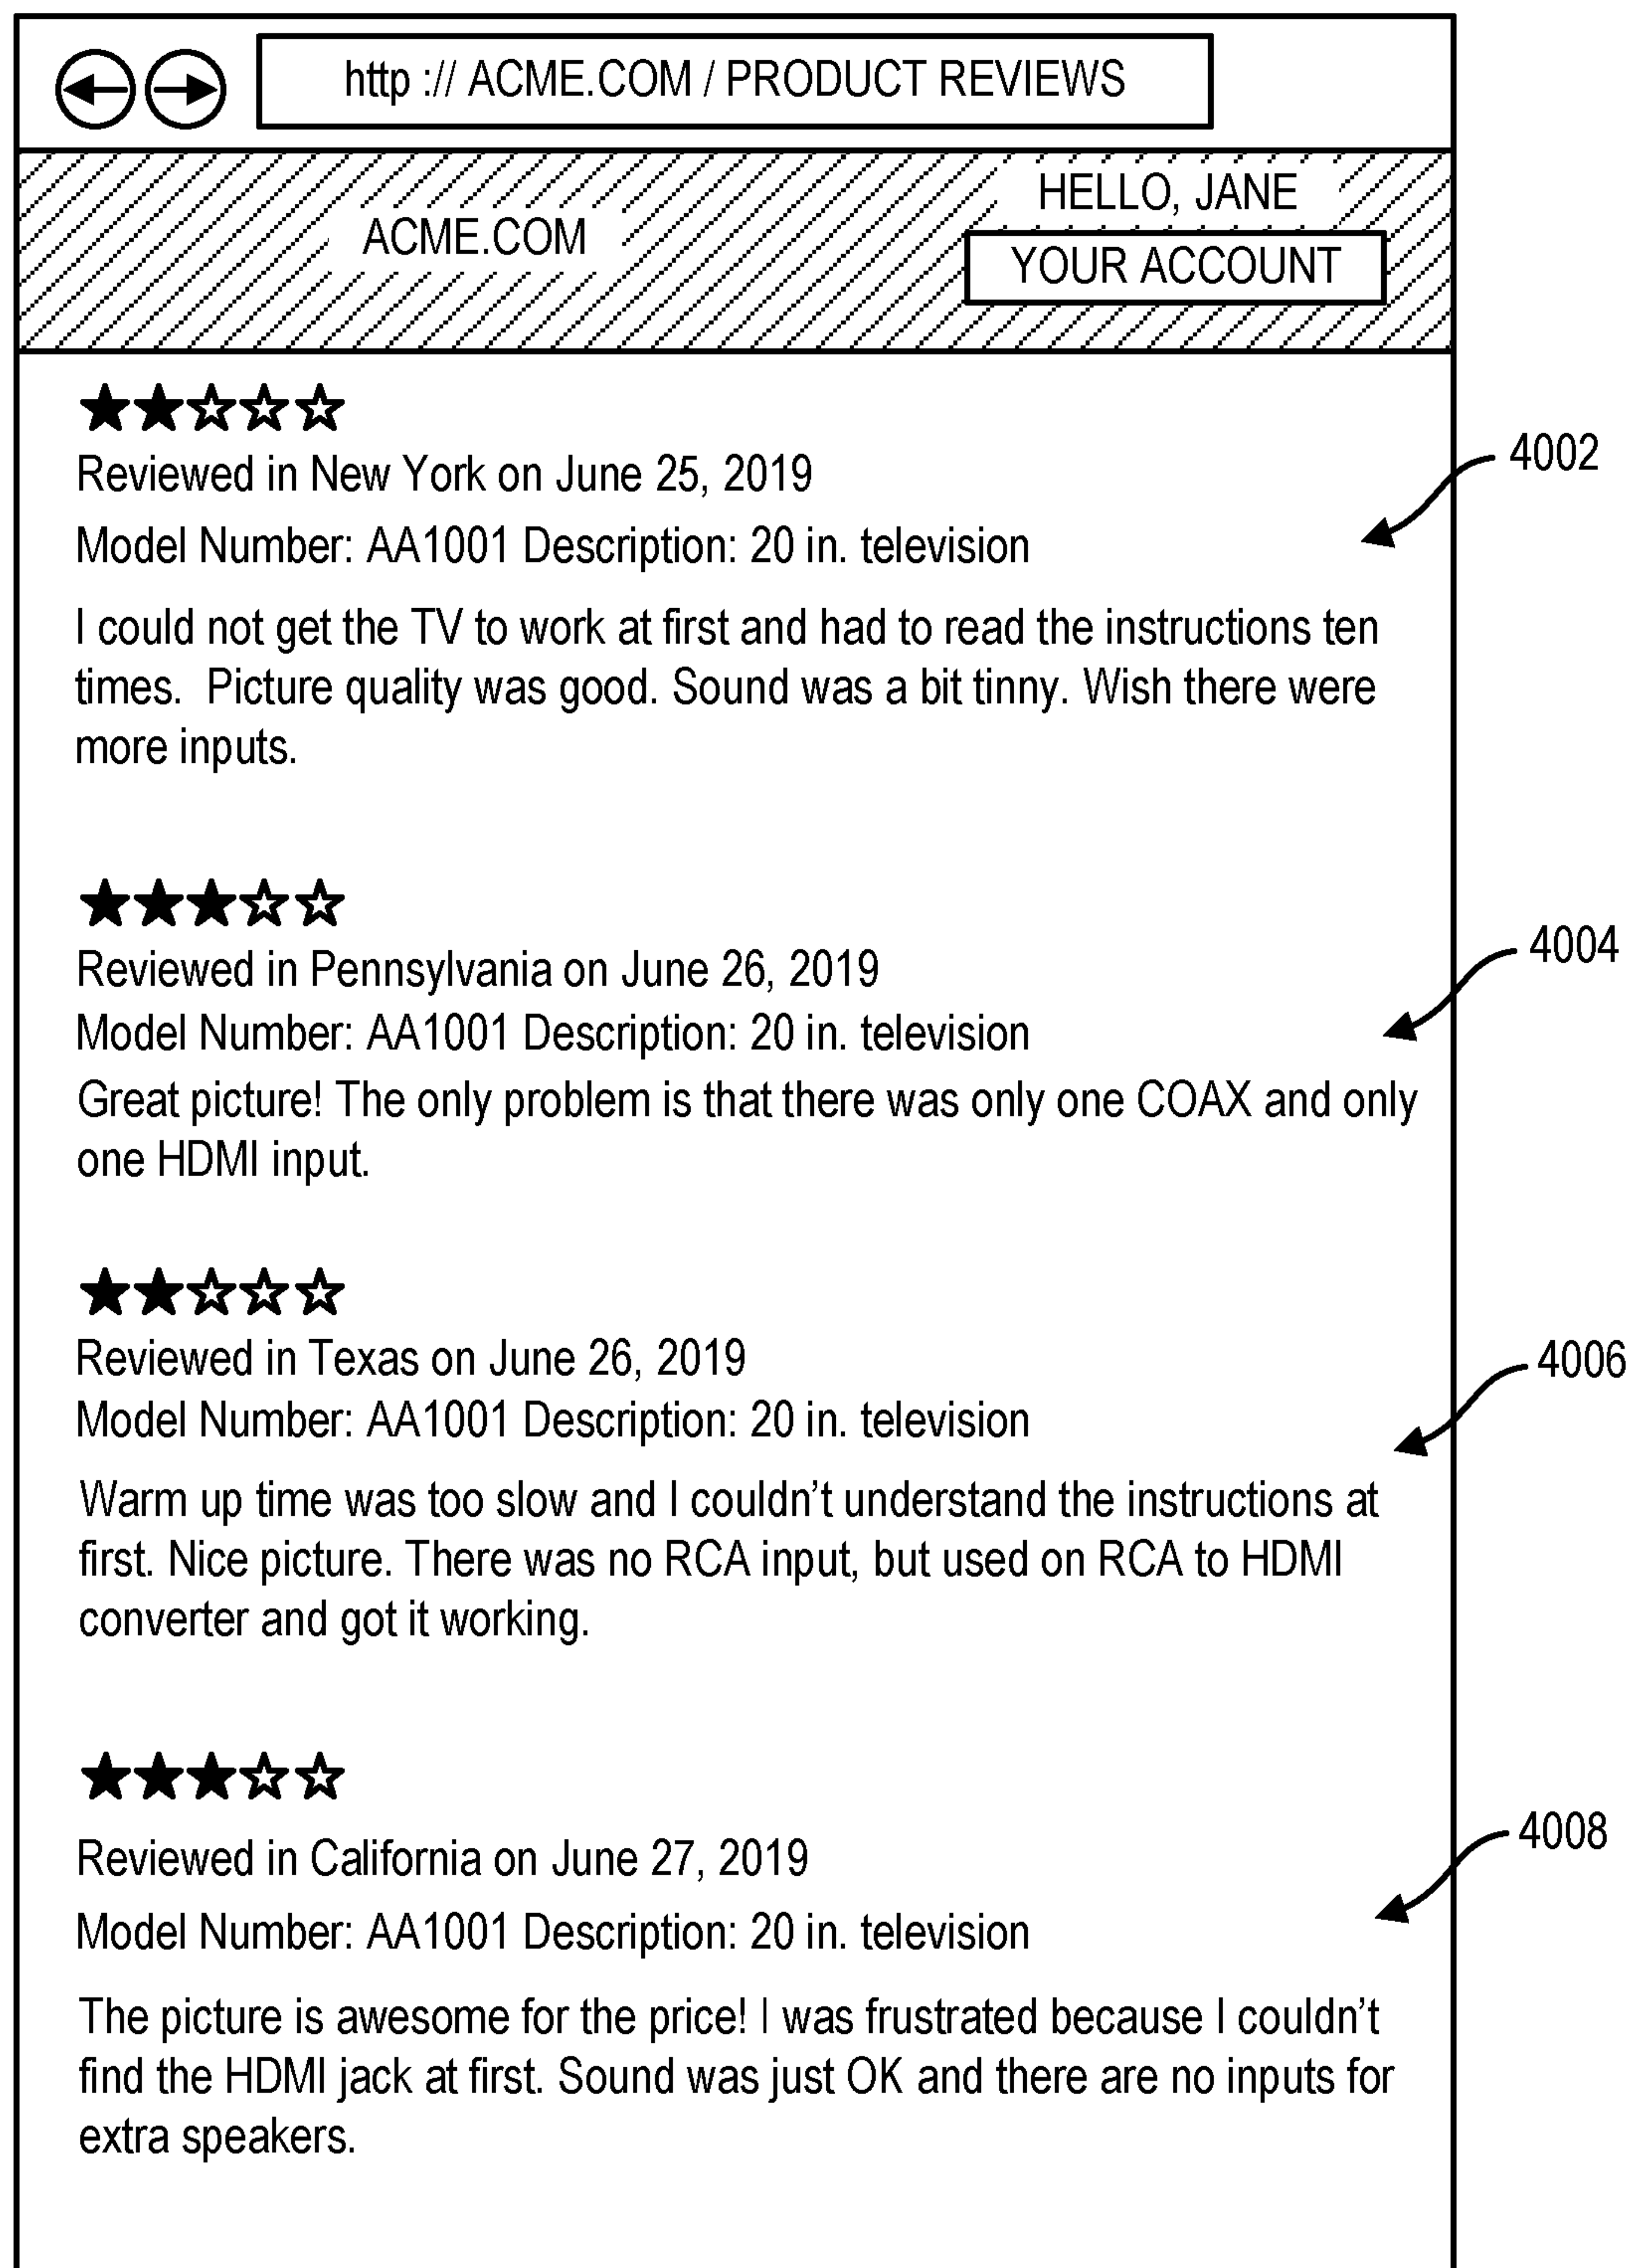 http :// ACME.COM / PRODUCT REVIEWS
HELLO, JANE
ACME.COM
YOUR ACCOUNT
Reviewed in New York on June 25, 2019
4002
Model Number: AA1001 Description: 20 in. television
I could not get the TV to work at first and had to read the instructions ten
times. Picture quality was good. Sound was a bit tinny. Wish there were
more inputs.
Reviewed in Pennsylvania on June 26, 2019
4004
Model Number: AA1001 Description: 20 in. television
Great picture! The only problem is that there was only one COAX and only
one HDMI input.
Reviewed in Texas on June 26, 2019
4006
Model Number: AA1001 Description: 20 in. television
Warm up time was too slow and I couldn't understand the instructions at
first. Nice picture. There was no RCA input, but used on RCA to HDMI
converter and got it working.
Reviewed in California on June 27, 2019
4008
Model Number: AA1001 Description: 20 in. television
The picture is awesome for the price! I was frustrated because I couldn't
find the HDMI jack at first. Sound was just OK and there are no inputs for
extra speakers.